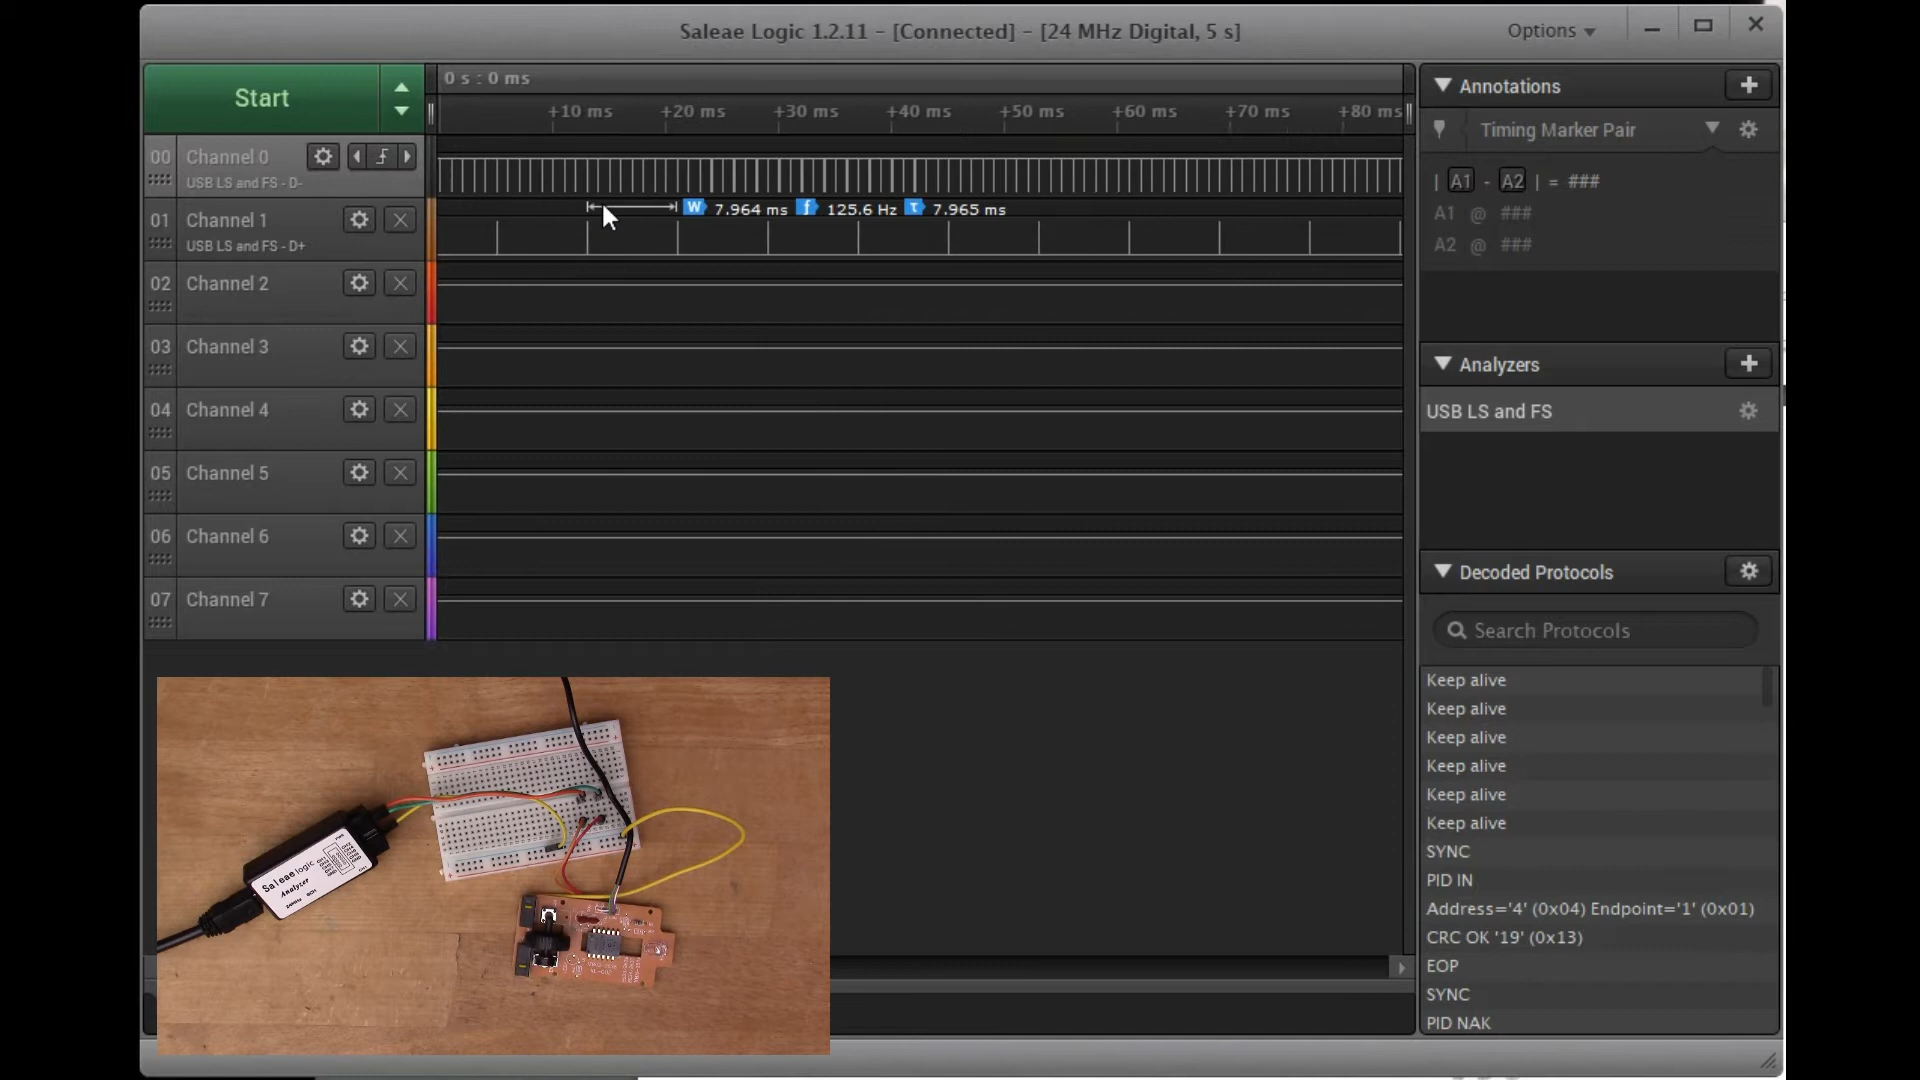 Saleae Logic 1.2.11 - [Connected] - [24 MHz Digital, 5 s]
Options
Start
0 s : 0 ms
+10 ms
+20 ms
+30 ms
+40 ms
+50 ms
+60 ms
+70 ms
+80 ms
00
Channel 0
USB LS and FS - D-
W 7.964 ms f 125.6 Hz T 7.965 ms
01
Channel 1
USB LS and FS - D+
02
Channel 2
03
Channel 3
04
Channel 4
05
Channel 5
06
Channel 6
07
Channel 7
Annotations
Timing Marker Pair
| A1 - A2 | = ###
A1 @ ###
A2 @ ###
Analyzers
USB LS and FS
Decoded Protocols
Search Protocols
Keep alive
Keep alive
Keep alive
Keep alive
Keep alive
Keep alive
SYNC
PID IN
Address='4' (0x04) Endpoint='1' (0x01)
CRC OK '19' (0x13)
EOP
SYNC
PID NAK
Saleae logic
Analyzer